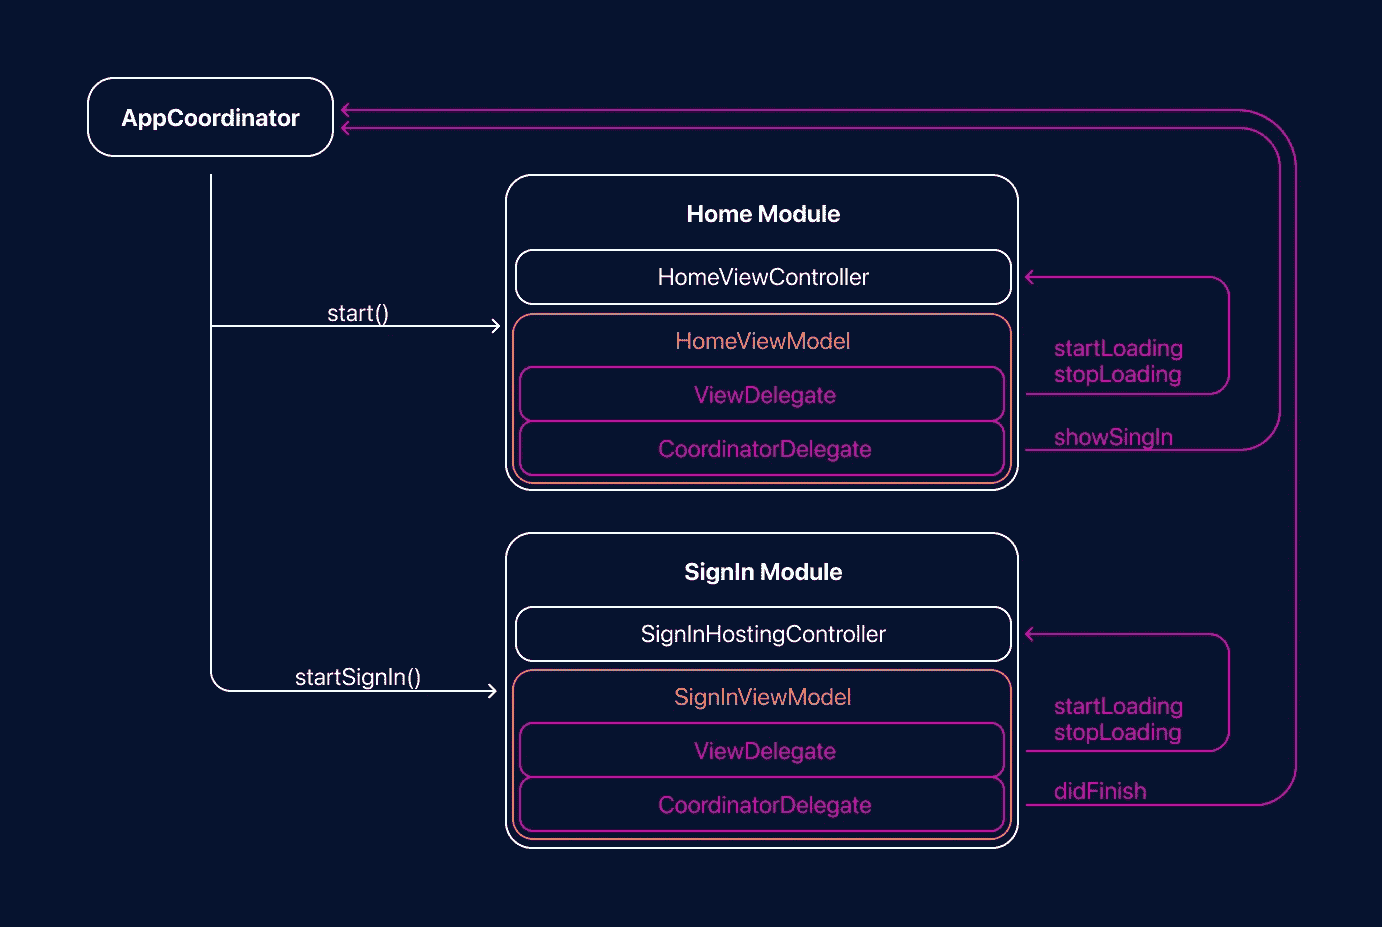 AppCoordinator
Home Module
HomeViewController
start()
HomeViewModel
startLoading
stopLoading
ViewDelegate
showSingIn
CoordinatorDelegate
SignIn Module
SignInHostingController
startSignIn()
SignInViewModel
startLoading
stopLoading
ViewDelegate
didFinish
CoordinatorDelegate